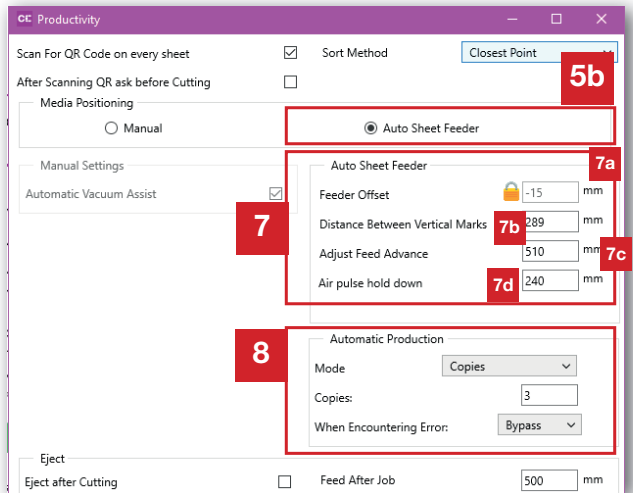 CE Productivity
Scan For QR Code on every sheet
Sort Method
Closest Point
5b
After Scanning QR ask before Cutting
Media Positioning
Manual
Auto Sheet Feeder
Manual Settings
Automatic Vacuum Assist
7
Auto Sheet Feeder
7a
Feeder Offset
-15 mm
Distance Between Vertical Marks
7b
289 mm
Adjust Feed Advance
510 mm
7c
Air pulse hold down
7d
240 mm
8
Automatic Production
Mode
Copies
Copies:
3
When Encountering Error:
Bypass
Eject
Eject after Cutting
Feed After Job
500 mm